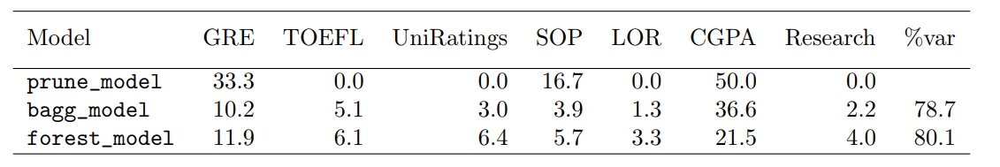 Model GRE TOEFL UniRatings SOP LOR CGPA Research %var
prune_model 33.3 0.0 0.0 16.7 0.0 50.0 0.0
bagg_model 10.2 5.1 3.0 3.9 1.3 36.6 2.2 78.7
forest_model 11.9 6.1 6.4 5.7 3.3 21.5 4.0 80.1